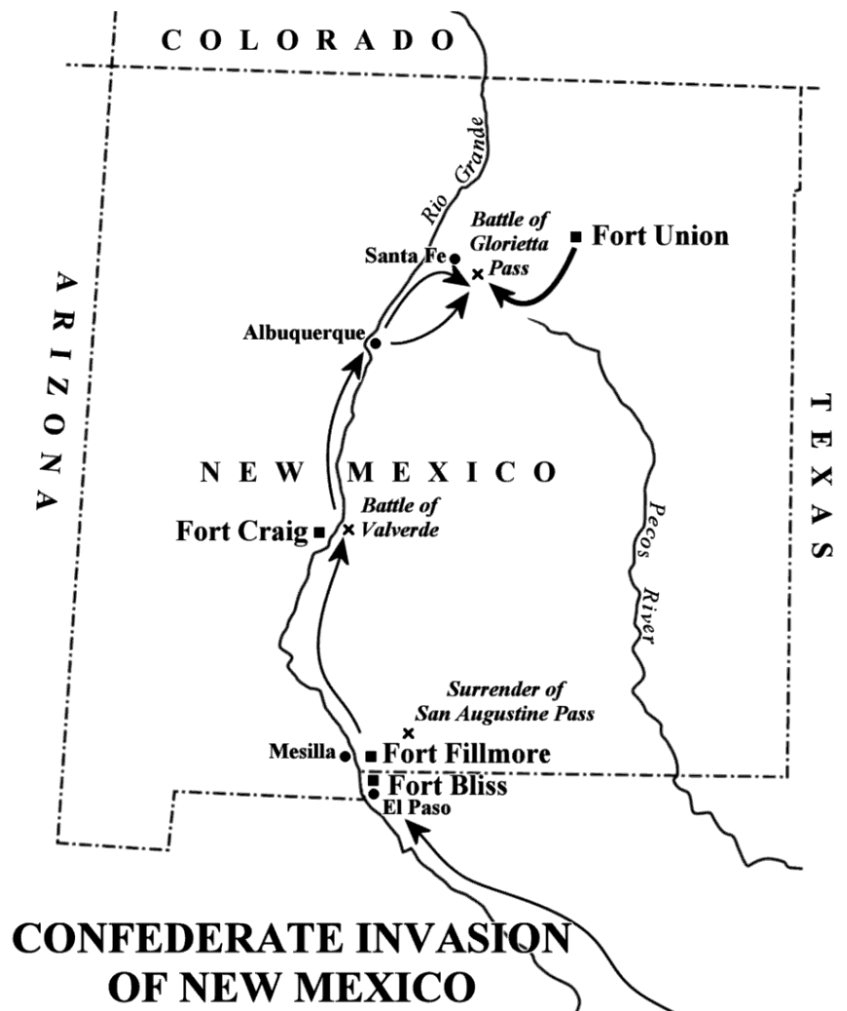 COLORADO
Rio Grande
Battle of
Glorietta
Pass
Fort Union
Santa Fe
Albuquerque
ARIZONA
TEXAS
NEW MEXICO
Battle of
Valverde
Fort Craig
Pecos River
Surrender of
San Augustine Pass
Mesilla
Fort Fillmore
Fort Bliss
El Paso
CONFEDERATE INVASION
OF NEW MEXICO